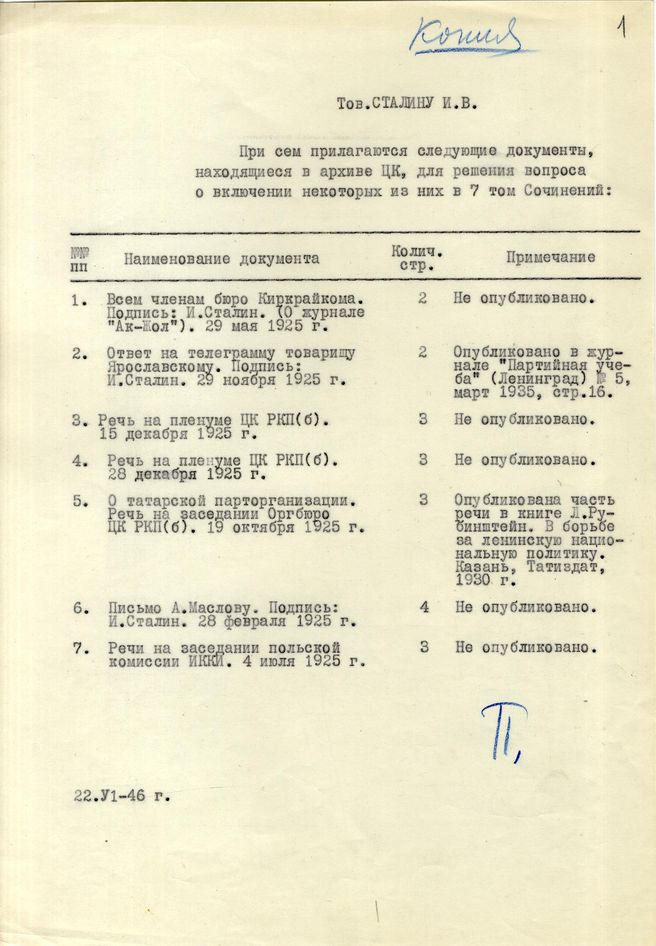 Копия
1
Тов.СТАЛИНУ И.В.
При сем прилагаются следующие документы,
находящиеся в архиве ЦК, для решения вопроса
о включении некоторых из них в 7 том Сочинений:
№№ пп Наименование документа Колич. стр. Примечание
1. Всем членам бюро Киркрайкома. 2 Не опубликовано.
Подпись: И.Сталин. (О журнале
"Ак-Жол"). 29 мая 1925 г.
2. Ответ на телеграмму товарищу 2 Опубликовано в жур-
Ярославскому. Подпись: нале "Партийная уче-
И.Сталин. 29 ноября 1925 г. ба" (Ленинград) № 5,
март 1935, стр.16.
3. Речь на пленуме ЦК РКП(б). 3 Не опубликовано.
15 декабря 1925 г.
4. Речь на пленуме ЦК РКП(б). 3 Не опубликовано.
28 декабря 1925 г.
5. О татарской парторганизации. 3 Опубликована часть
Речь на заседании Оргбюро речи в книге Л.Ру-
ЦК РКП(б). 19 октября 1925 г. бинштейн. В борьбе
за ленинскую нацио-
нальную политику.
Казань, Татиздат,
1930 г.
6. Письмо А.Маслову. Подпись: 4 Не опубликовано.
И.Сталин. 28 февраля 1925 г.
7. Речи на заседании польской 3 Не опубликовано.
комиссии ИККИ. 4 июля 1925 г.
П,
22.У1-46 г.